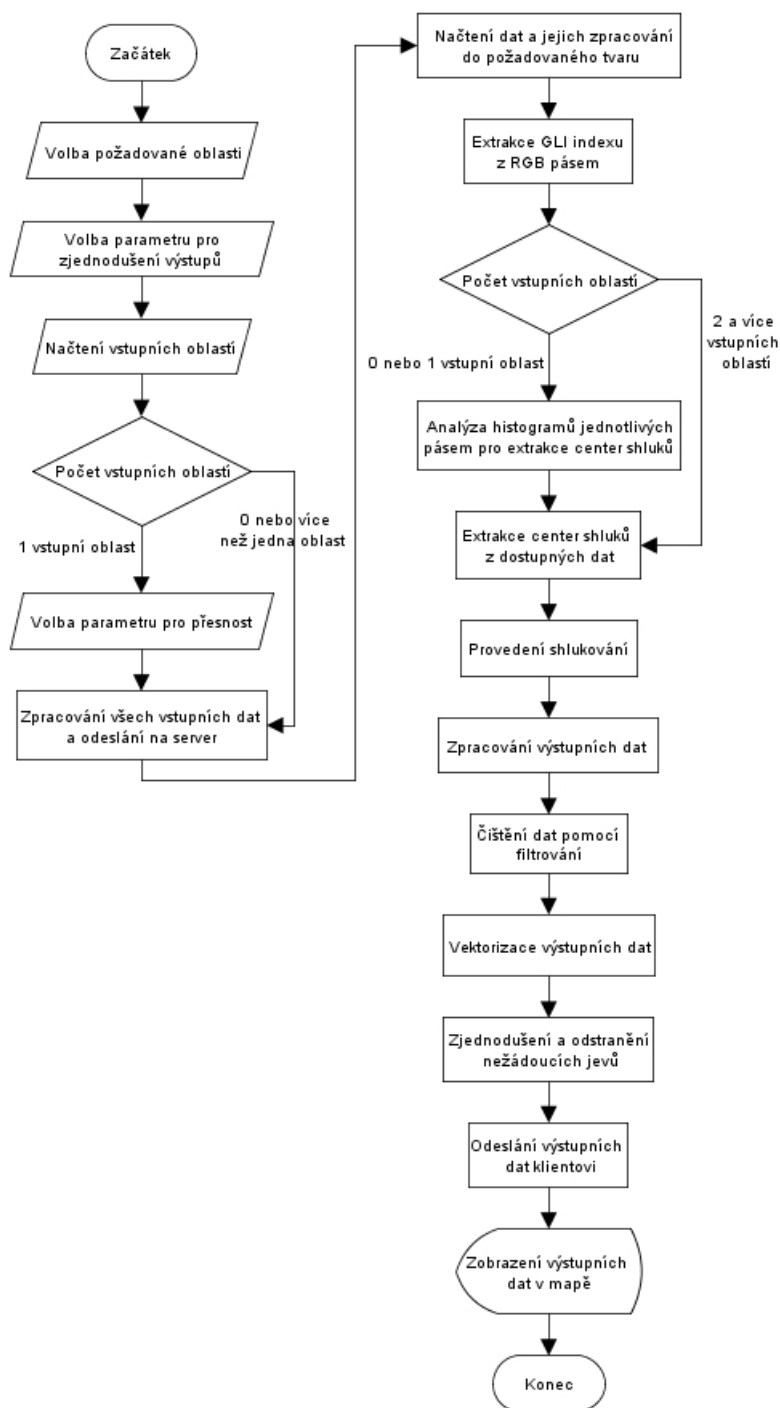 Začátek
Volba požadované oblasti
Volba parametru pro
zjednodušení výstupů
Načtení vstupních oblastí
Počet vstupních oblastí
0 nebo více
než jedna oblast
1 vstupní oblast
Volba parametru pro přesnost
Zpracování všech vstupních dat
a odeslání na server
Načtení dat a jejich zpracování
do požadovaného tvaru
Extrakce GLI indexu
z RGB pásem
Počet vstupních oblastí
2 a více
vstupních
oblastí
0 nebo 1 vstupní oblast
Analýza histogramů jednotlivých
pásem pro extrakce center shluků
Extrakce center shluků
z dostupných dat
Provedení shlukování
Zpracování výstupních dat
Čištění dat pomocí
filtrování
Vektorizace výstupních dat
Zjednodušení a odstranění
nežádoucích jevů
Odeslání výstupních
dat klientovi
Zobrazení výstupních
dat v mapě
Konec